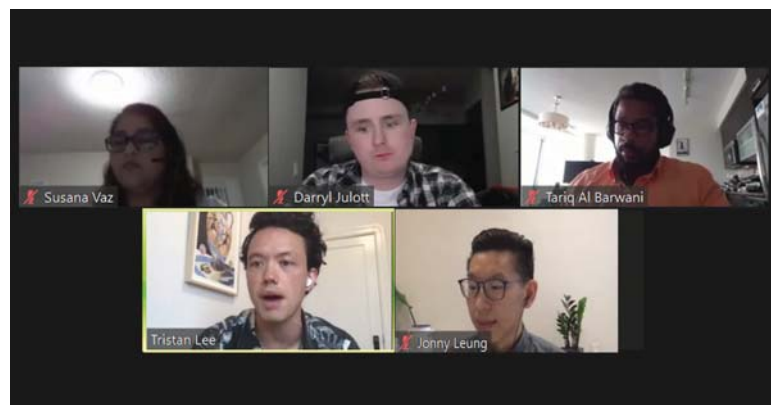 Susana Vaz
Darryl Julott
Tariq Al Barwani
Tristan Lee
Jonny Leung